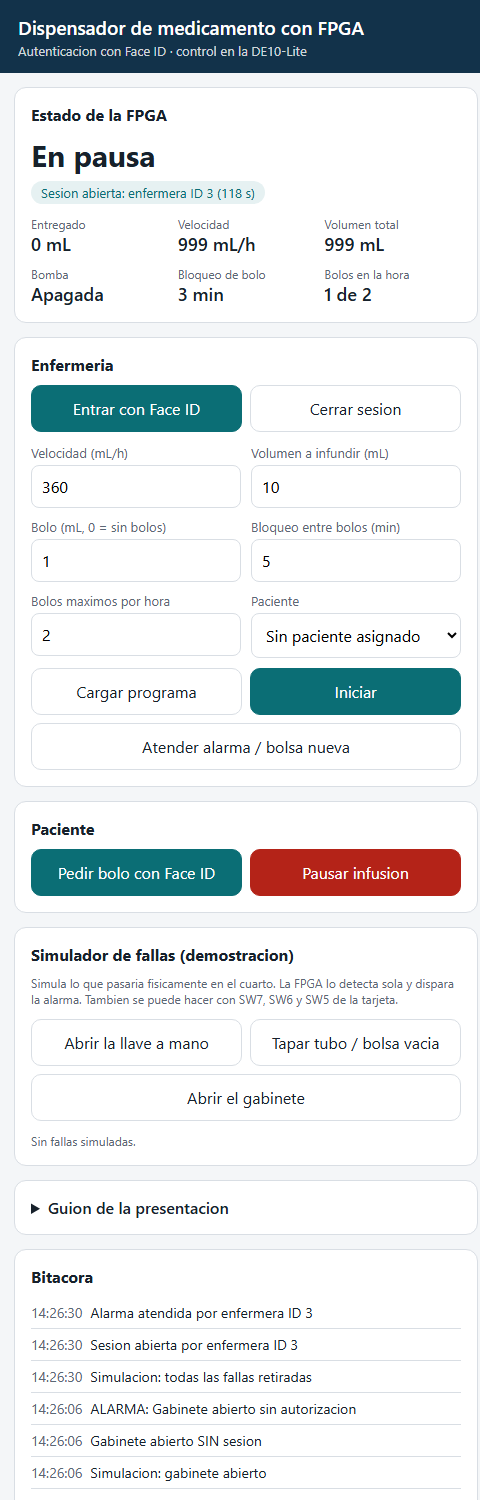 Dispensador de medicamento con FPGA
Autenticacion con Face ID · control en la DE10-Lite
Estado de la FPGA
En pausa
Sesion abierta: enfermera ID 3 (118 s)
Entregado Velocidad Volumen total
0 mL 999 mL/h 999 mL
Bomba Bloqueo de bolo Bolos en la hora
Apagada 3 min 1 de 2
Enfermeria
Entrar con Face ID Cerrar sesion
Velocidad (mL/h) Volumen a infundir (mL)
360 10
Bolo (mL, 0 = sin bolos) Bloqueo entre bolos (min)
1 5
Bolos maximos por hora Paciente
2 Sin paciente asignado
Cargar programa Iniciar
Atender alarma / bolsa nueva
Paciente
Pedir bolo con Face ID Pausar infusion
Simulador de fallas (demostracion)
Simula lo que pasaria fisicamente en el cuarto. La FPGA lo detecta sola y dispara
la alarma. Tambien se puede hacer con SW7, SW6 y SW5 de la tarjeta.
Abrir la llave a mano Tapar tubo / bolsa vacia
Abrir el gabinete
Sin fallas simuladas.
Guion de la presentacion
Bitacora
14:26:30 Alarma atendida por enfermera ID 3
14:26:30 Sesion abierta por enfermera ID 3
14:26:30 Simulacion: todas las fallas retiradas
14:26:06 ALARMA: Gabinete abierto sin autorizacion
14:26:06 Gabinete abierto SIN sesion
14:26:06 Simulacion: gabinete abierto